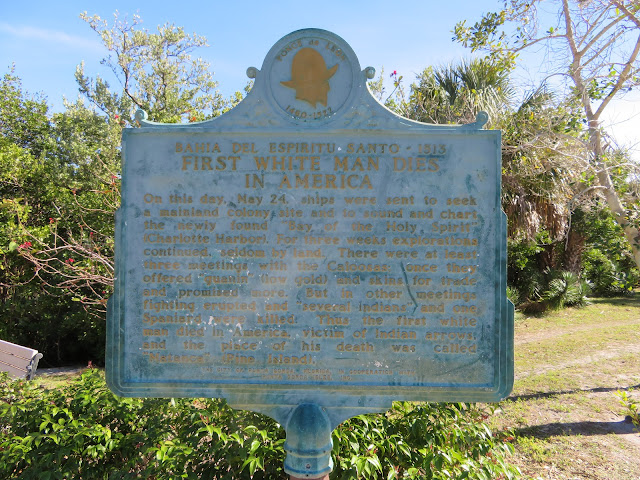 PONCE de LEON
1460-1521
BAHIA DEL ESPIRITU SANTO - 1513
FIRST WHITE MAN DIES
IN AMERICA
On this day, May 24, ships were sent to seek
a mainland colony site and to sound and chart
the newly found "Bay of the Holy Spirit"
(Charlotte Harbor). For three weeks explorations
continued, seldom by land. There were at least
three meetings with the Caloosas; once they
offered "guanin" (low gold) and skins for trade
and promised more. But in other meetings
fighting ensued and several Indians and one
Spaniard were killed. Thus the first white
man died in America, victim of Indian arrows,
and the place of his death was called
"Matanza" (Pine Island).